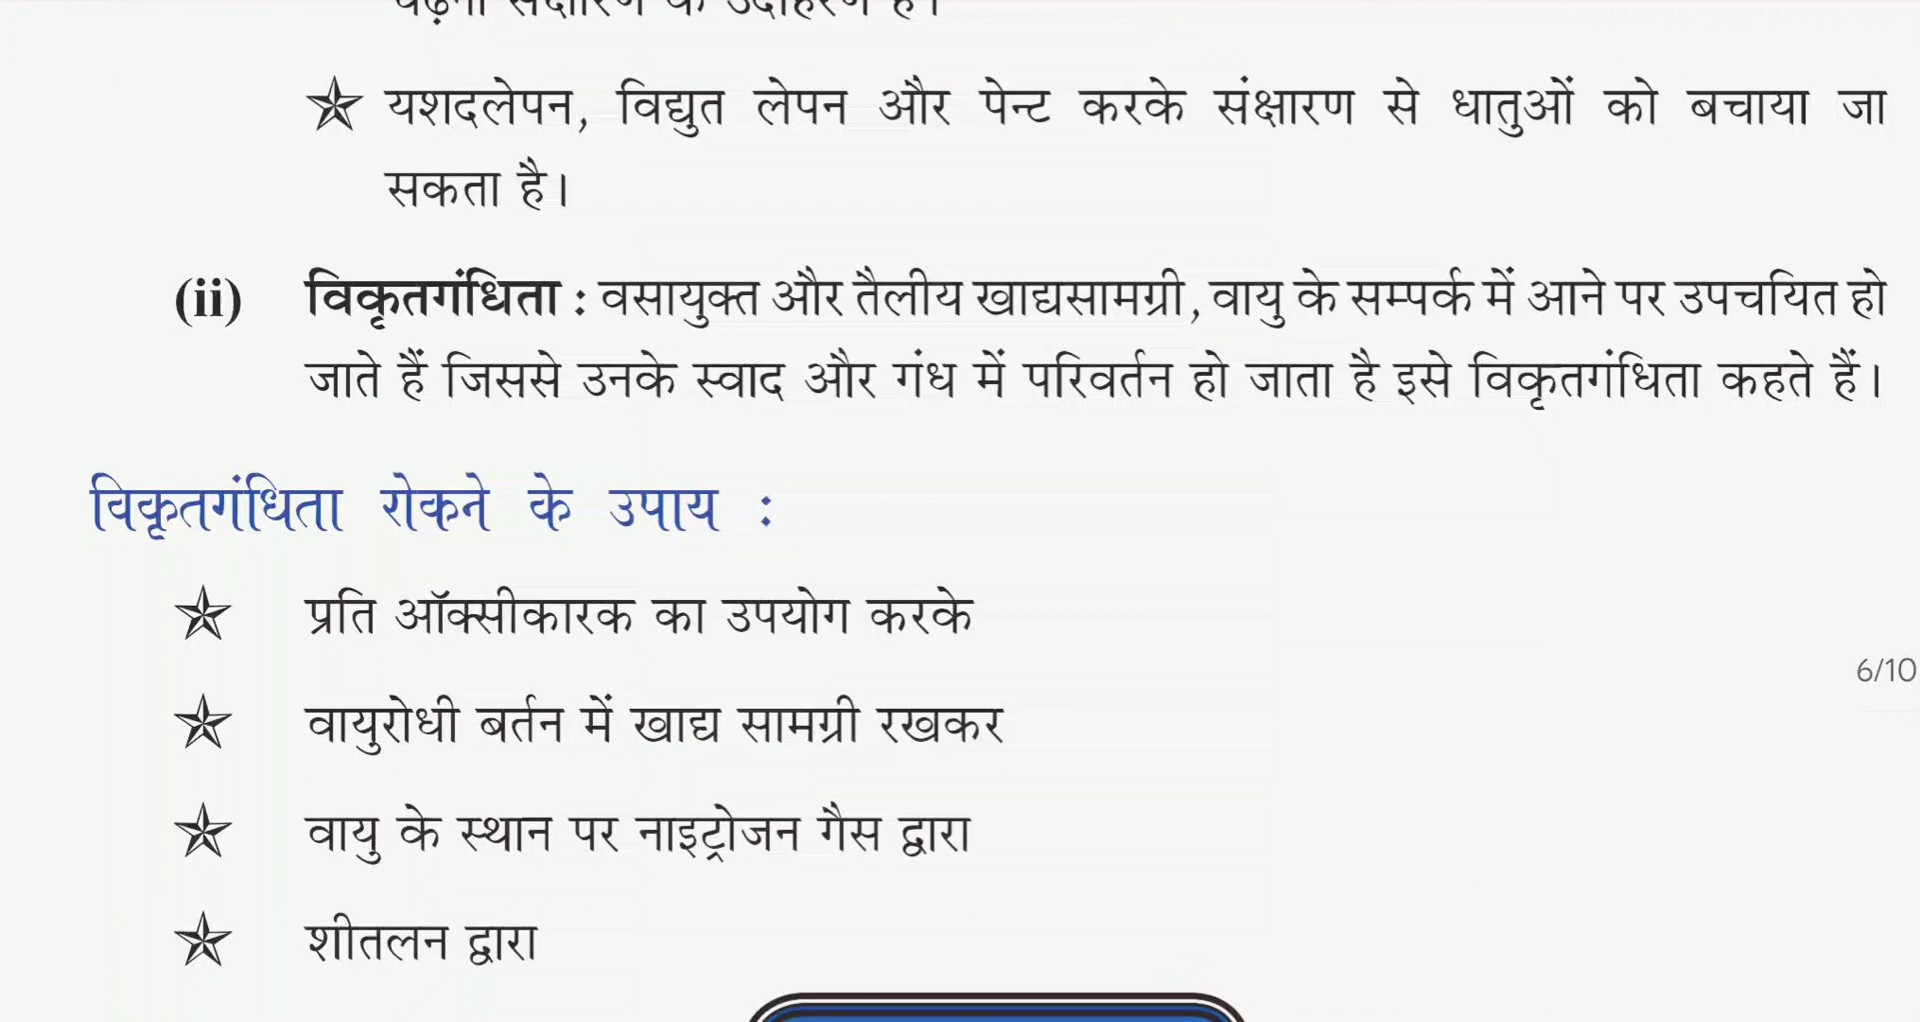 के उदाहरण हैं।
यशदलेपन, विद्युत लेपन और पेन्ट करके संक्षारण से धातुओं को बचाया जा
सकता है।
(ii) विकृतगंधिता : वसायुक्त और तैलीय खाद्यसामग्री, वायु के सम्पर्क में आने पर उपचयित हो
जाते हैं जिससे उनके स्वाद और गंध में परिवर्तन हो जाता है इसे विकृतगंधिता कहते हैं।
विकृतगंधिता रोकने के उपाय :
प्रति ऑक्सीकारक का उपयोग करके
6/10
वायुरोधी बर्तन में खाद्य सामग्री रखकर
वायु के स्थान पर नाइट्रोजन गैस द्वारा
शीतलन द्वारा